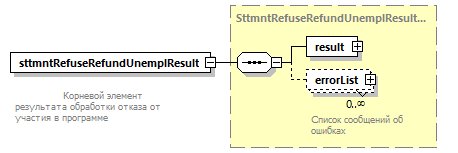 SttmntRefuseRefundUnemplResult...
result
sttmntRefuseRefundUnemplResult
errorList
0..∞
Корневой элемент
результата обработки отказа от
участия в программе
Список сообщений об
ошибках